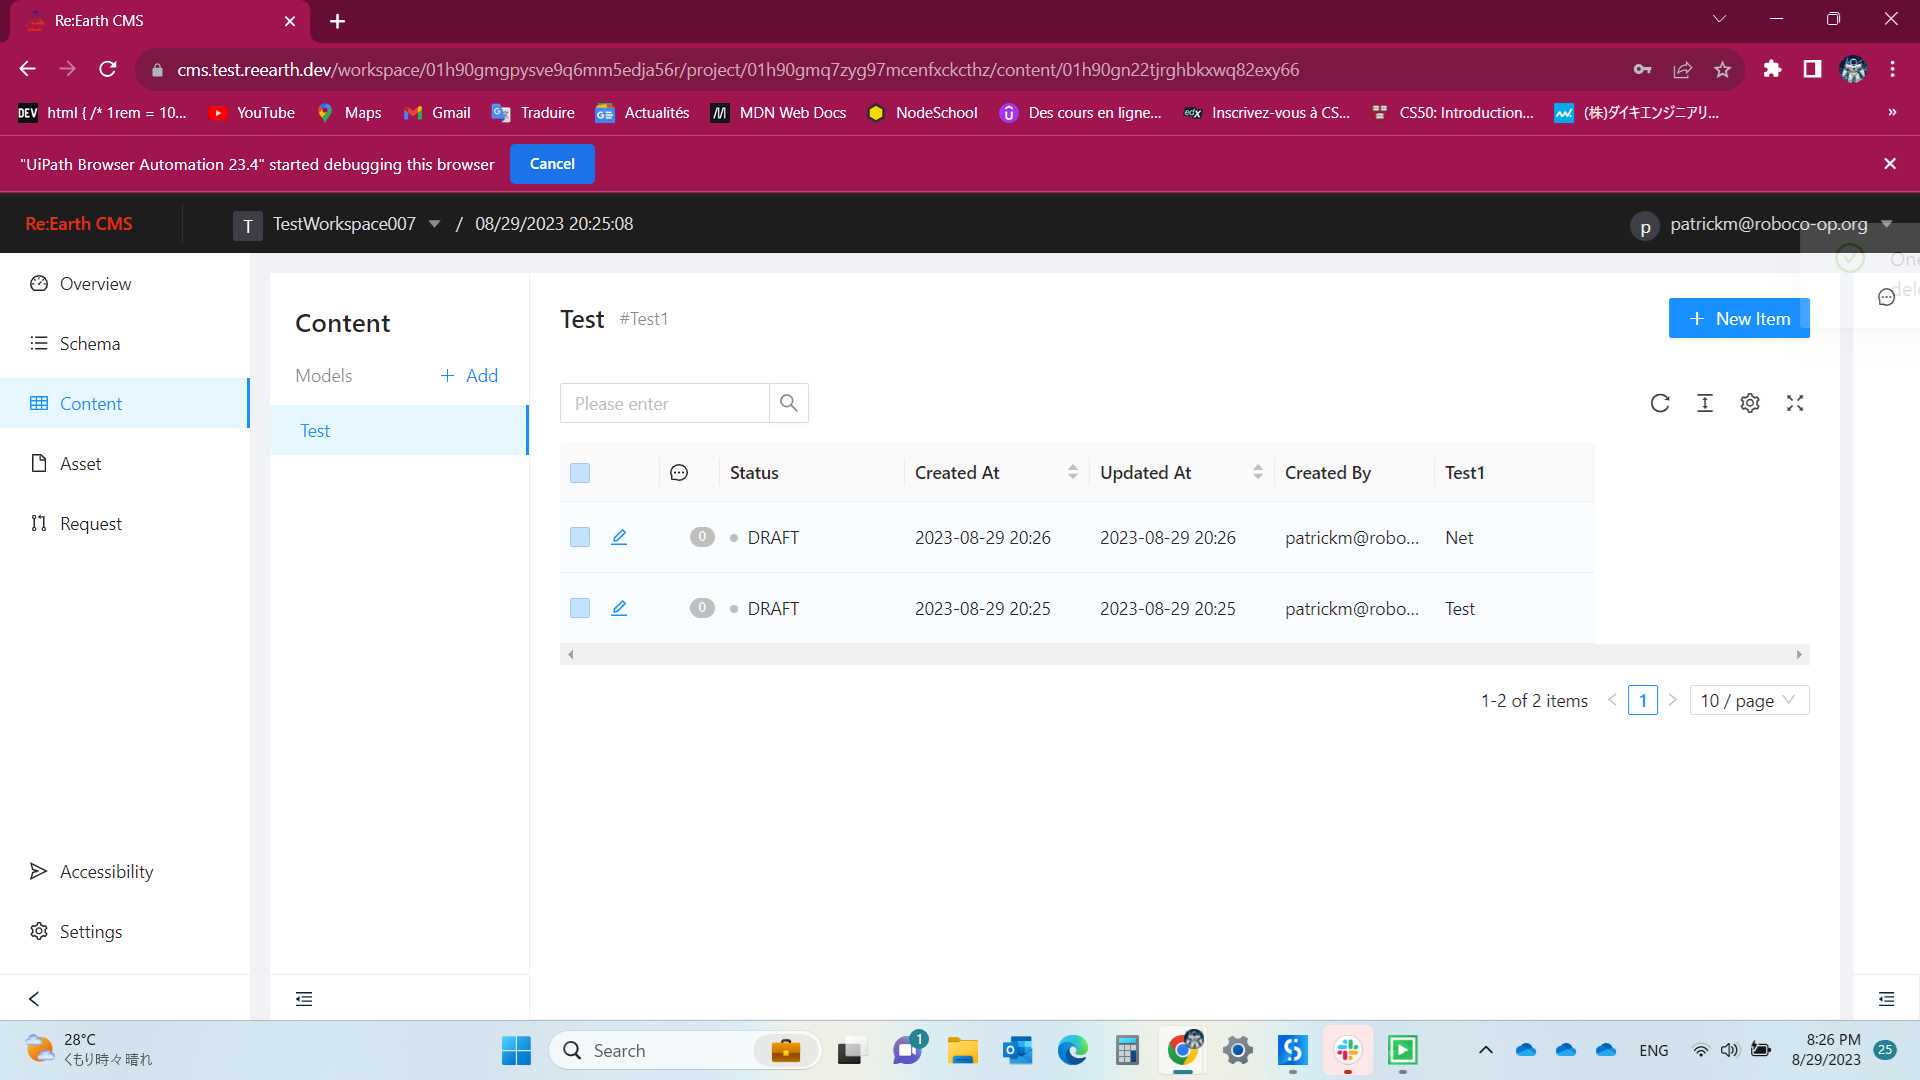 Re:Earth CMS
cms.test.reearth.dev/workspace/01h90gmgpysve9q6mm5edja56r/project/01h90gmq7zyg97mcenfxckcthz/content/01h90gn22tjrghbkxwq82exy66
DEV html { /* 1rem = 10... YouTube Maps Gmail Traduire Actualités MDN Web Docs NodeSchool Des cours en ligne... edX Inscrivez-vous à CS... CS50: Introduction... (株)ダイキエンジニアリ... »
"UiPath Browser Automation 23.4" started debugging this browser Cancel
Re:Earth CMS T TestWorkspace007 / 08/29/2023 20:25:08 p patrickm@roboco-op.org
Overview
Schema
Content
Asset
Request
Accessibility
Settings
Content
Models + Add
Test
Test #Test1
+ New Item
Please enter
Status Created At Updated At Created By Test1
0 DRAFT 2023-08-29 20:26 2023-08-29 20:26 patrickm@robo... Net
0 DRAFT 2023-08-29 20:25 2023-08-29 20:25 patrickm@robo... Test
1-2 of 2 items < 1 > 10 / page
28°C
くもり時々晴れ
Search
1
ENG
8:26 PM
8/29/2023
25